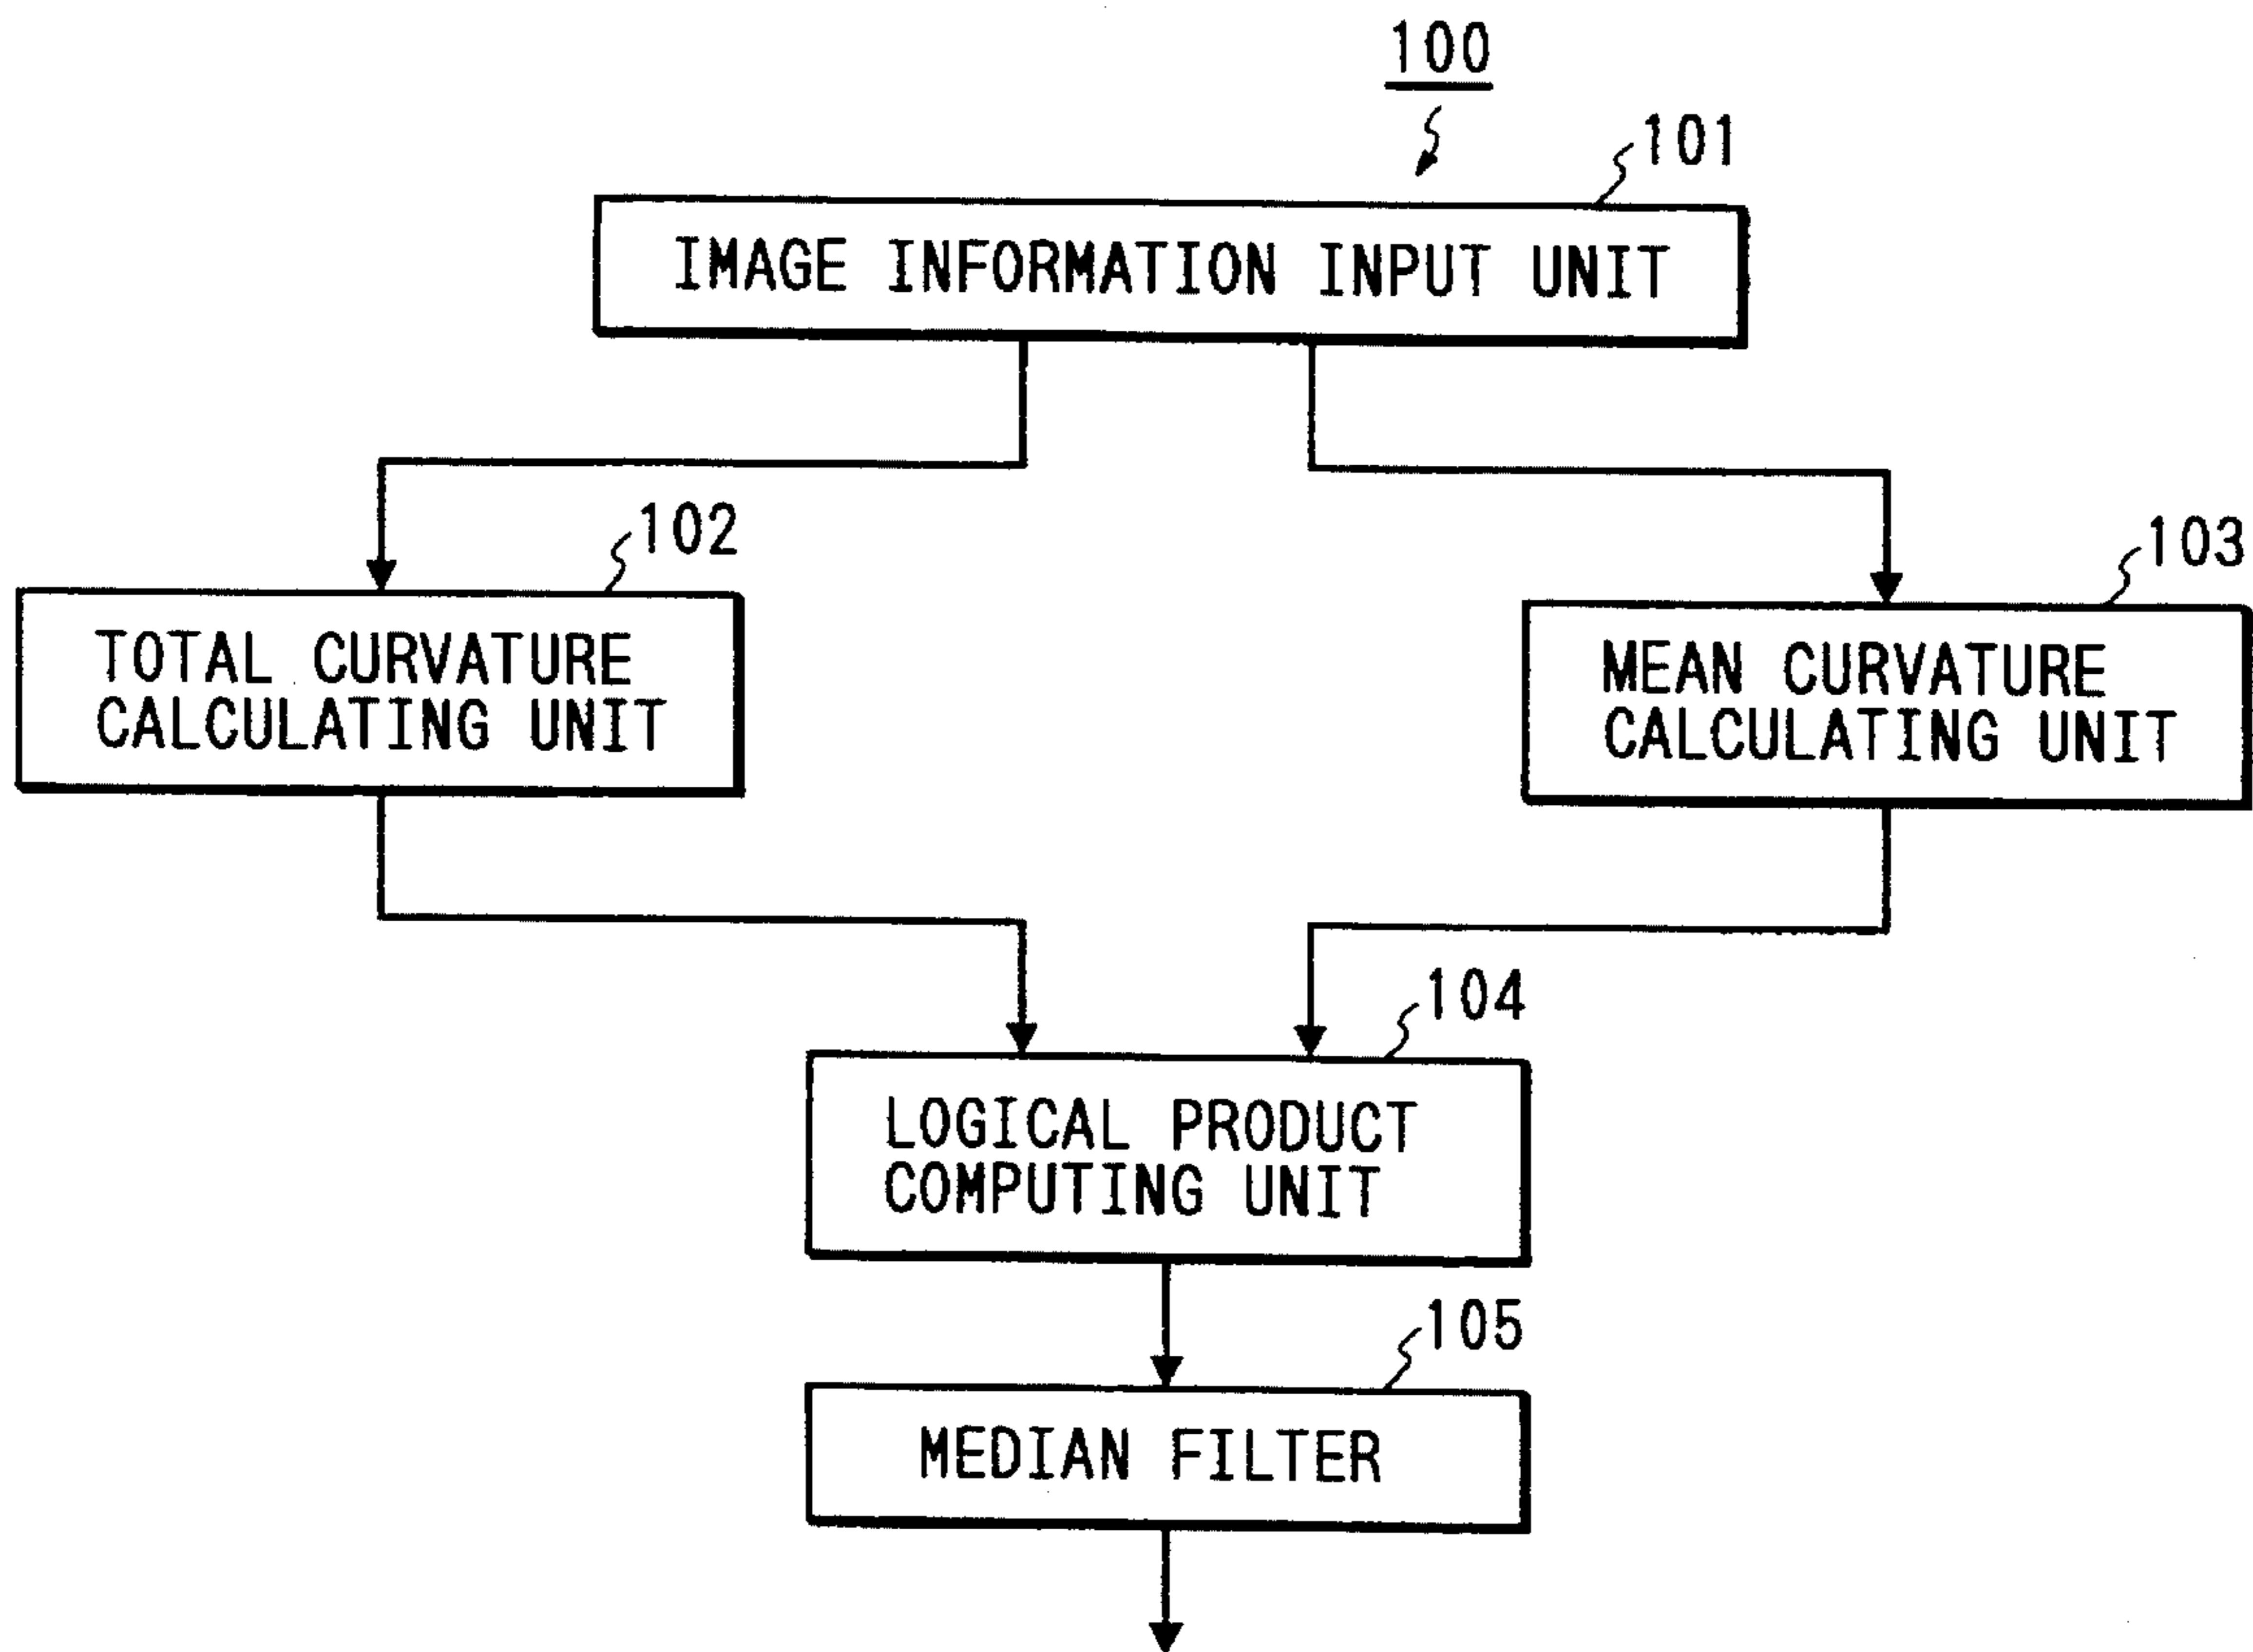 100
101
IMAGE INFORMATION INPUT UNIT
102
TOTAL CURVATURE
CALCULATING UNIT
103
MEAN CURVATURE
CALCULATING UNIT
104
LOGICAL PRODUCT
COMPUTING UNIT
105
MEDIAN FILTER